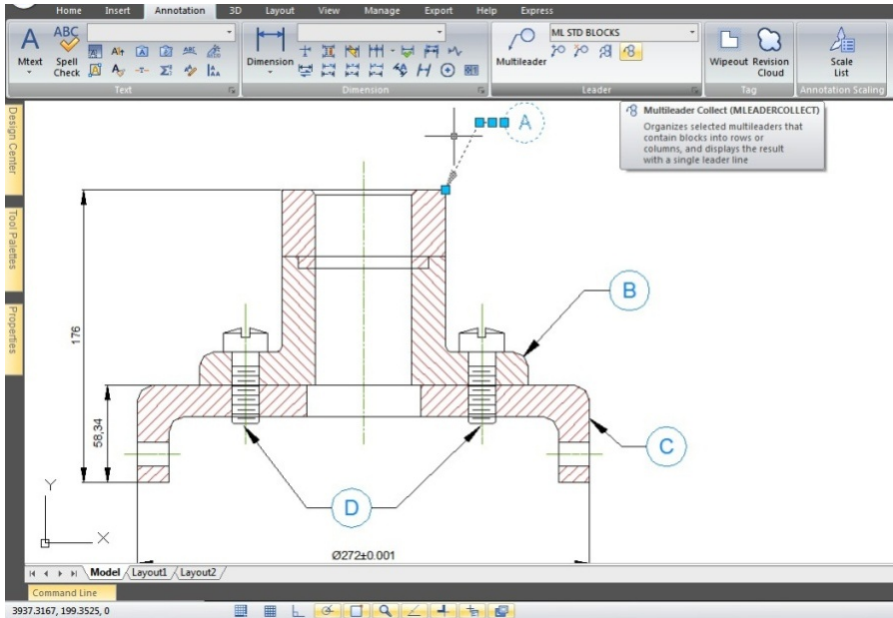 Home Insert Annotation 3D Layout View Manage Export Help Express
Mtext
ABC
Spell
Check
Text
Dimension
Dimension
ML STD BLOCKS
Multileader
Leader
Wipeout
Revision
Cloud
Tag
Scale
List
Annotation Scaling
Multileader Collect (MLEADERCOLLECT)
Organizes selected multileaders that
contain blocks into rows or
columns, and displays the result
with a single leader line
Design Center
Tool Palettes
Properties
A
B
C
D
176
58,34
Ø272±0.001
Y
X
Model Layout1 Layout2
Command Line
3937.3167, 199.3525, 0